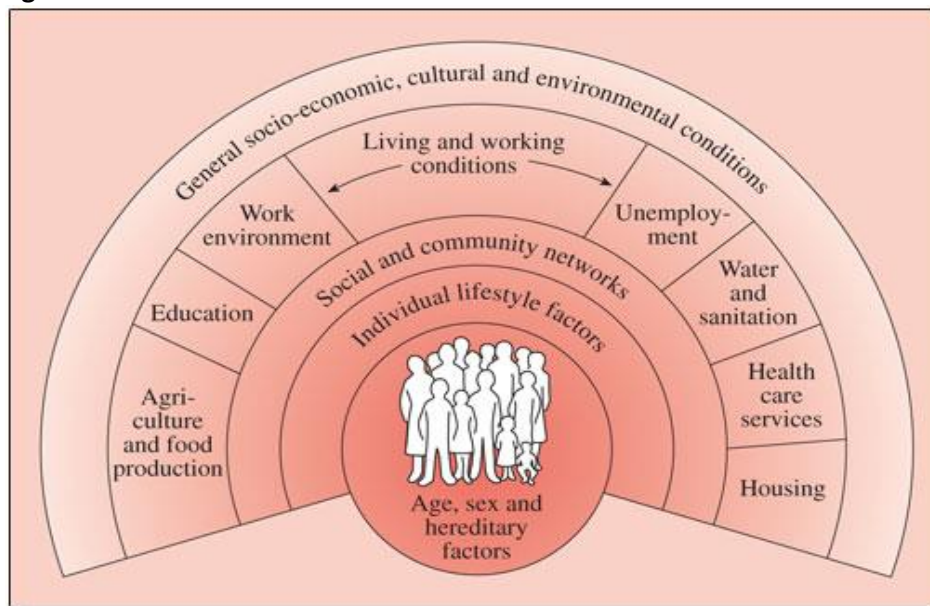 General socio-economic, cultural and environmental conditions
Living and working
conditions
Work
environment
Unemploy-
ment
Education
Water
and
sanitation
Agri-
culture
and food
production
Health
care
services
Housing
Social and community networks
Individual lifestyle factors
Age, sex and
hereditary
factors